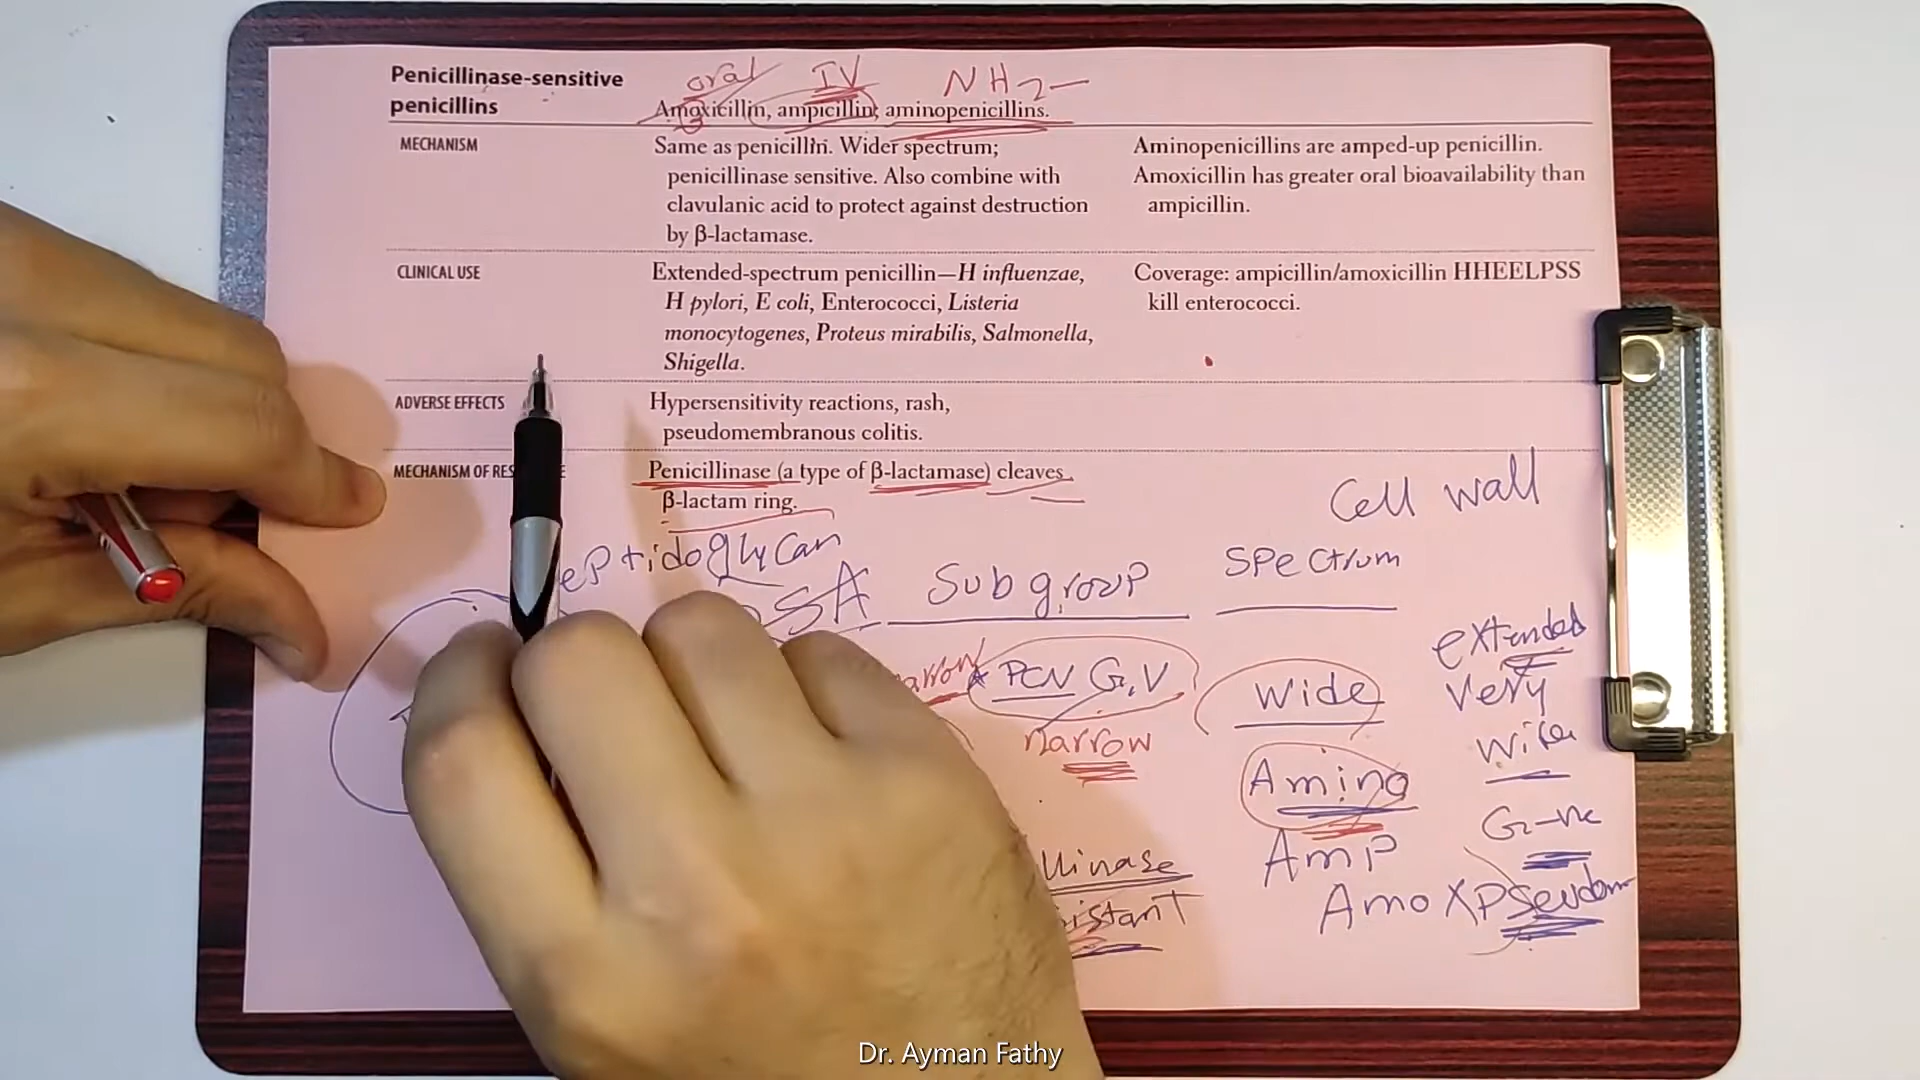 Penicillinase-sensitive
penicillins
oral IV NH2-
Amoxicillin, ampicillin; aminopenicillins.
MECHANISM
Same as penicillin. Wider spectrum;
penicillinase sensitive. Also combine with
clavulanic acid to protect against destruction
by β-lactamase.
Aminopenicillins are amped-up penicillin.
Amoxicillin has greater oral bioavailability than
ampicillin.
CLINICAL USE
Extended-spectrum penicillin—H influenzae,
H pylori, E coli, Enterococci, Listeria
monocytogenes, Proteus mirabilis, Salmonella,
Shigella.
Coverage: ampicillin/amoxicillin HHEELPSS
kill enterococci.
ADVERSE EFFECTS
Hypersensitivity reactions, rash,
pseudomembranous colitis.
MECHANISM OF
Penicillinase (a type of β-lactamase) cleaves
β-lactam ring.
Cell wall
Subgroup
Spectrum
PCN G, V
narrow
Wide
Amino
Amp
Amox
extended
very
G-ve
Dr. Ayman Fathy